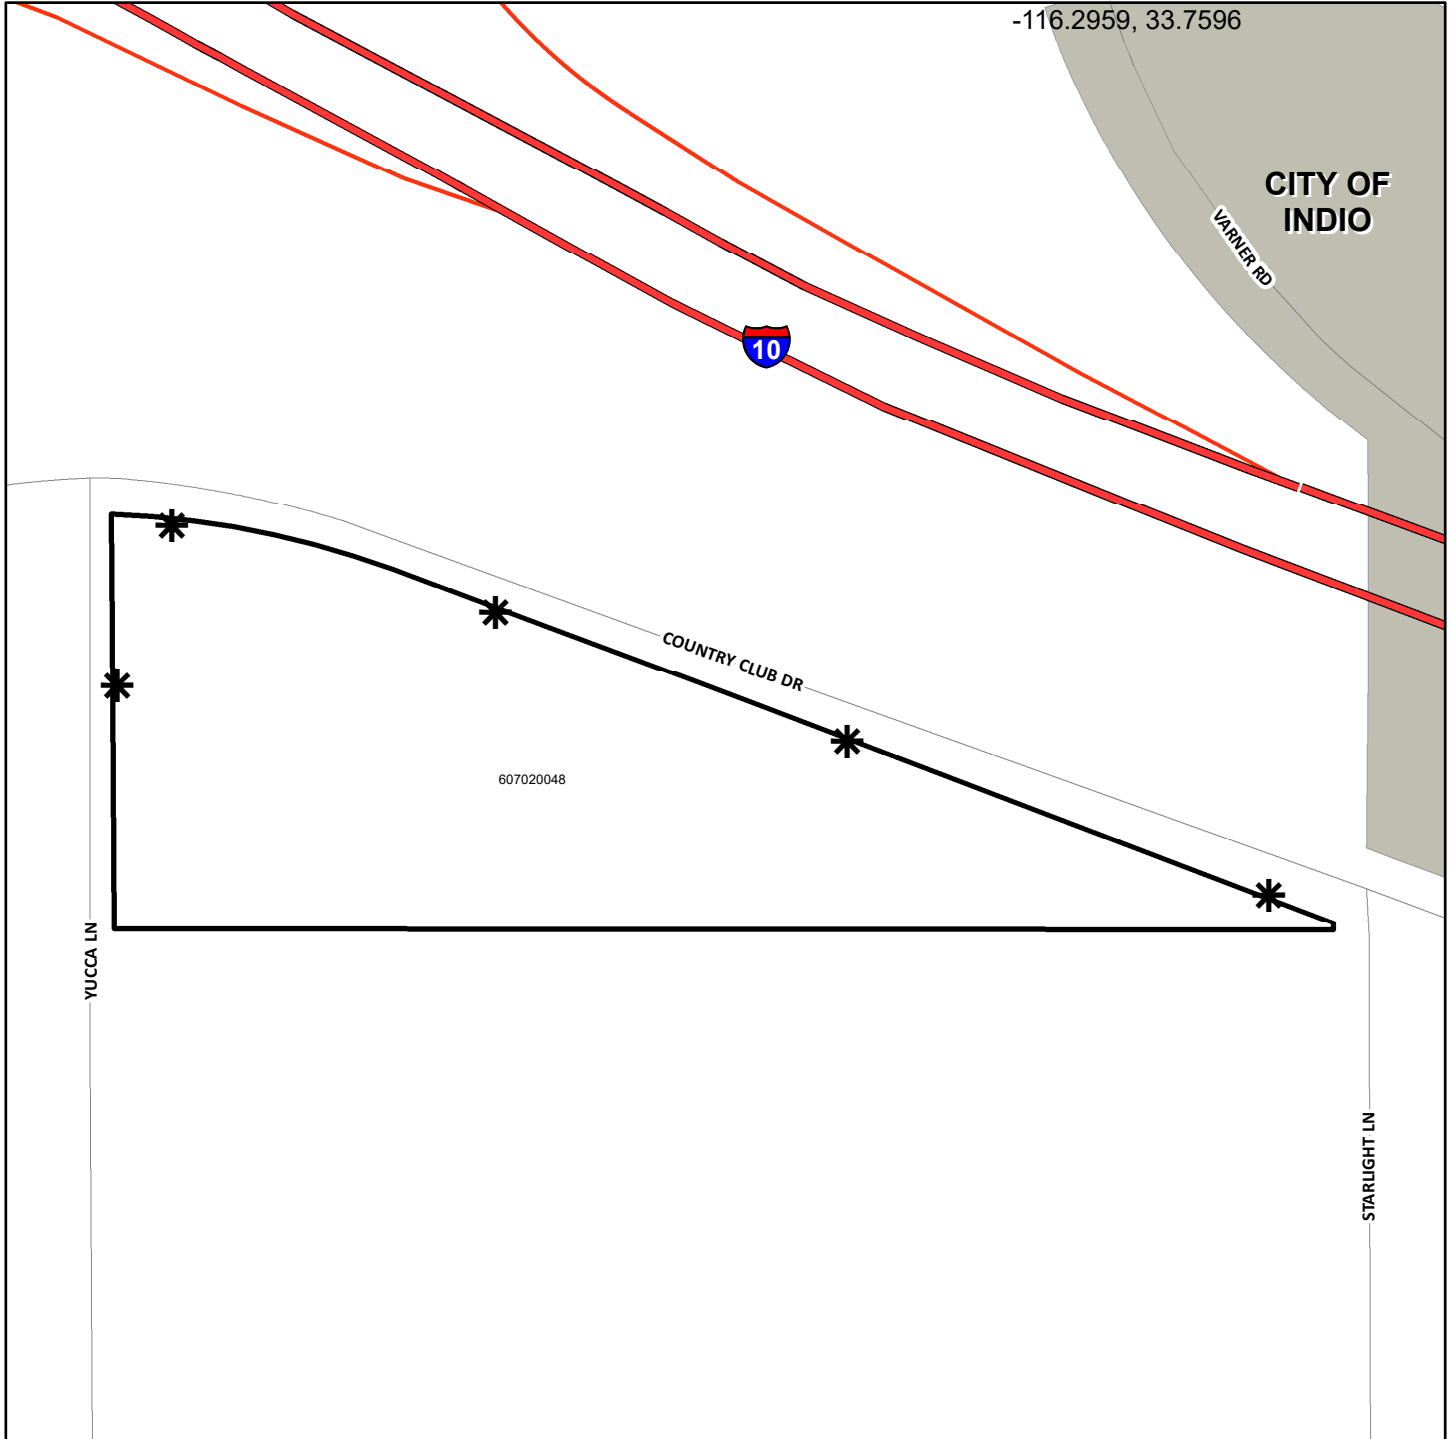 -116.2959, 33.7596
CITY OF
INDIO
VARNER RD
10
COUNTRY CLUB DR
607020048
YUCCA LN
STARLIGHT LN